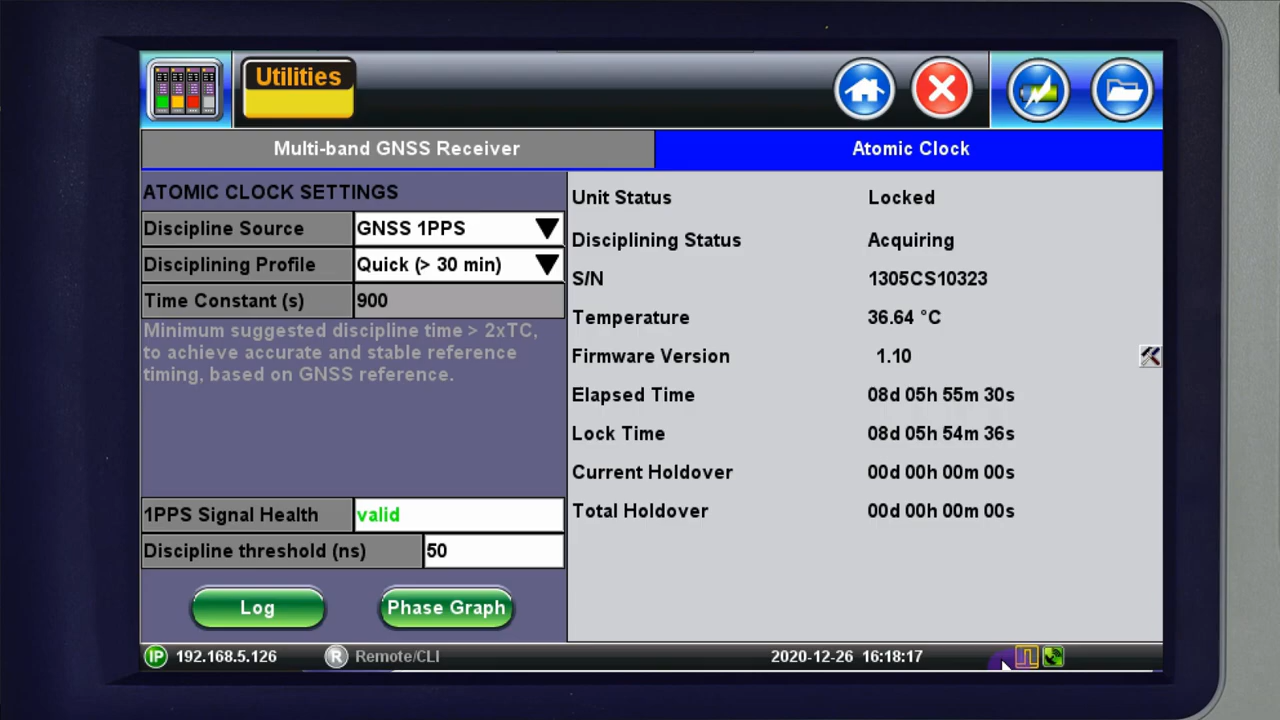 Utilities
Multi-band GNSS Receiver
Atomic Clock
ATOMIC CLOCK SETTINGS
Discipline Source GNSS 1PPS
Disciplining Profile Quick (> 30 min)
Time Constant (s) 900
Minimum suggested discipline time > 2xTC,
to achieve accurate and stable reference
timing, based on GNSS reference.
1PPS Signal Health valid
Discipline threshold (ns) 50
Log Phase Graph
Unit Status Locked
Disciplining Status Acquiring
S/N 1305CS10323
Temperature 36.64 °C
Firmware Version 1.10
Elapsed Time 08d 05h 55m 30s
Lock Time 08d 05h 54m 36s
Current Holdover 00d 00h 00m 00s
Total Holdover 00d 00h 00m 00s
IP 192.168.5.126 R Remote/CLI 2020-12-26 16:18:17